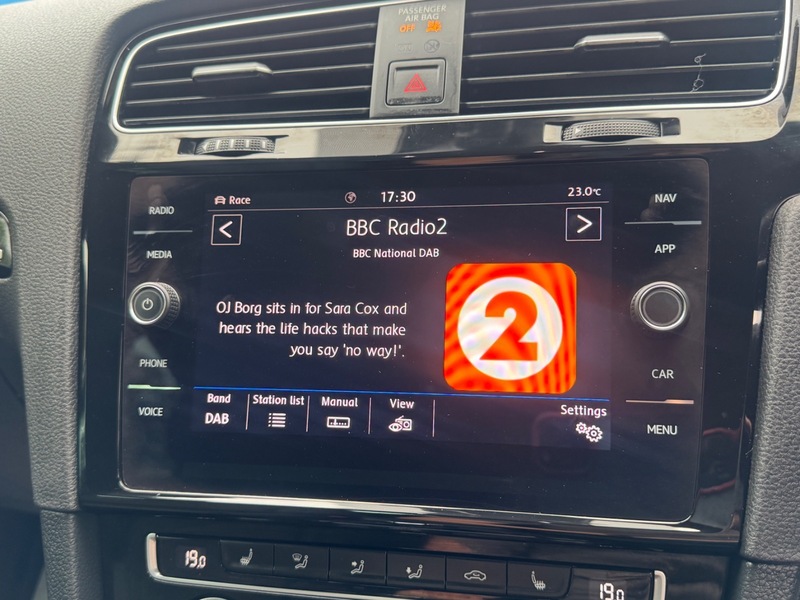 PASSENGER
AIR BAG
OFF
Race
17:30
23.0°C
BBC Radio2
BBC National DAB
OJ Borg sits in for Sara Cox and
hears the life hacks that make
you say 'no way!'.
2
Band
DAB
Station list
Manual
View
Settings
RADIO
MEDIA
PHONE
VOICE
NAV
APP
CAR
MENU
19.0
19.0